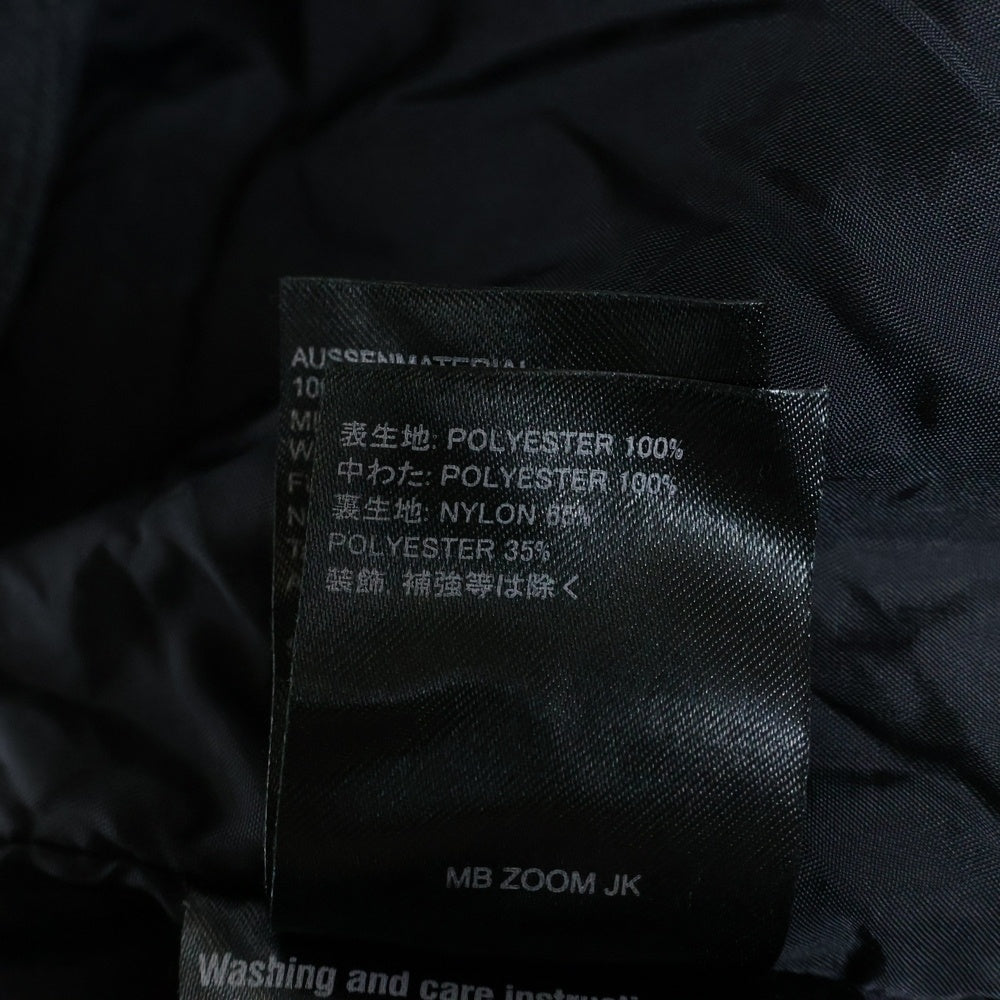 AUSSENMATERIAL
表生地: POLYESTER 100%
中わた: POLYESTER 100%
裏生地: NYLON 65%
POLYESTER 35%
装飾, 補強等は除く
MB ZOOM JK
Washing and care